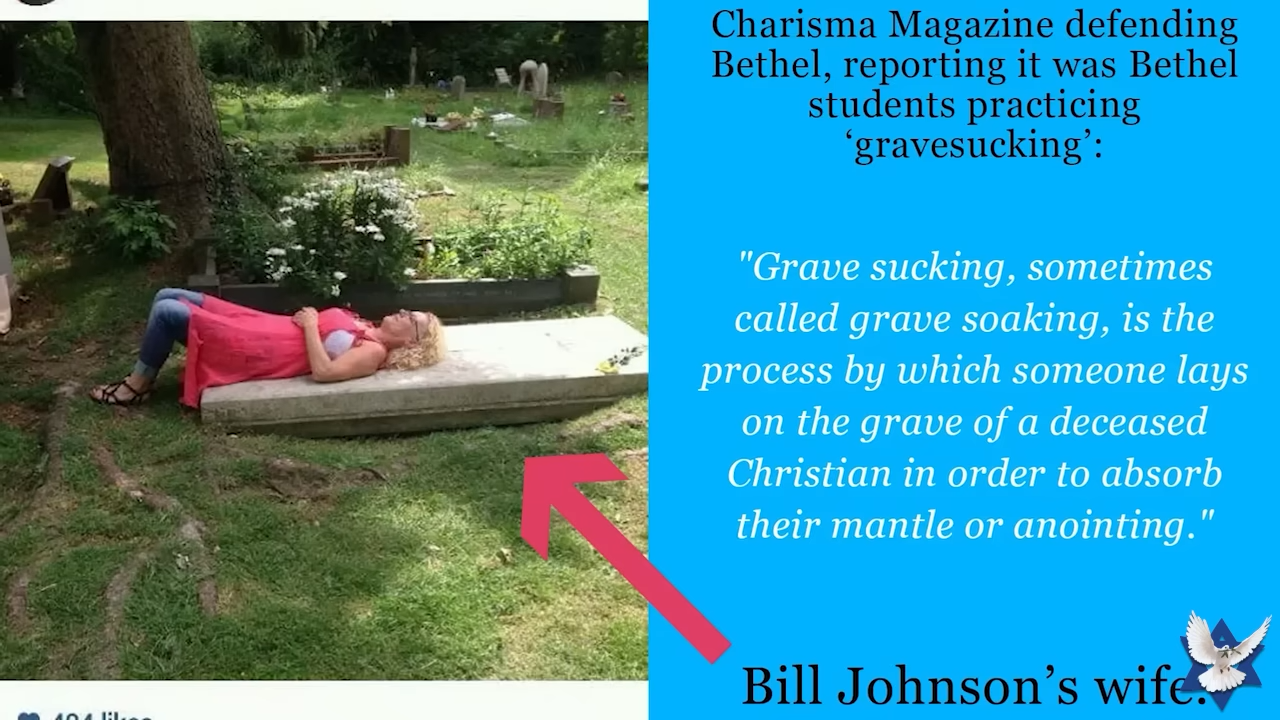 Charisma Magazine defending
Bethel, reporting it was Bethel
students practicing
‘gravesucking’:
"Grave sucking, sometimes
called grave soaking, is the
process by which someone lays
on the grave of a deceased
Christian in order to absorb
their mantle or anointing."
Bill Johnson’s wife.
likes